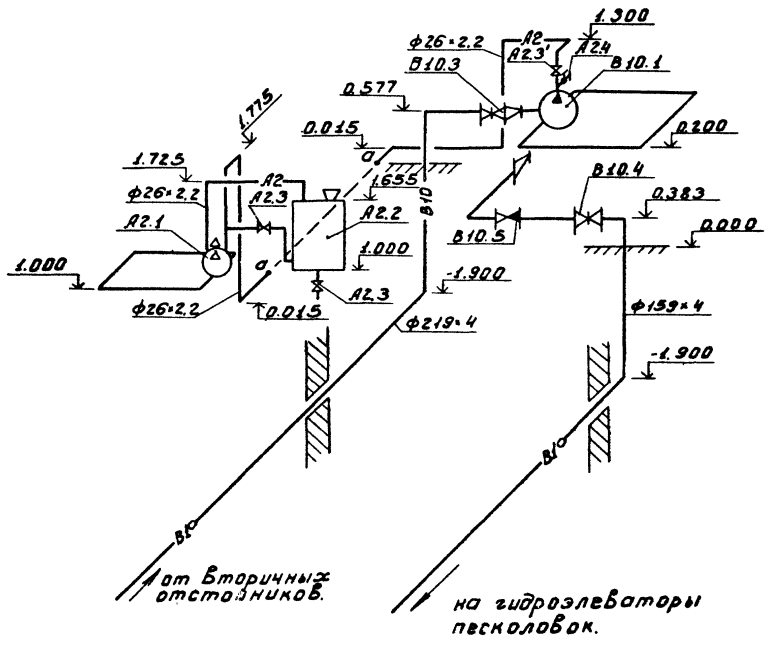 1.300
ф26×2,2
А2
А2.3'
А2.4
В10.3
В10.1
1.775
0.577
0.015
0.200
а
1.725
ф26×2,2
А2
А2.3
1.655
В10
В10.4
А2.1
А2.2
0.383
В10.5
0.000
1.000
а
1.000
А2.3
-1.900
ф26×2,2
0.015
ф219×4
ф159×4
-1.900
В1
В1
от вторичных
отстойников.
на гидроэлеваторы
песколовок.